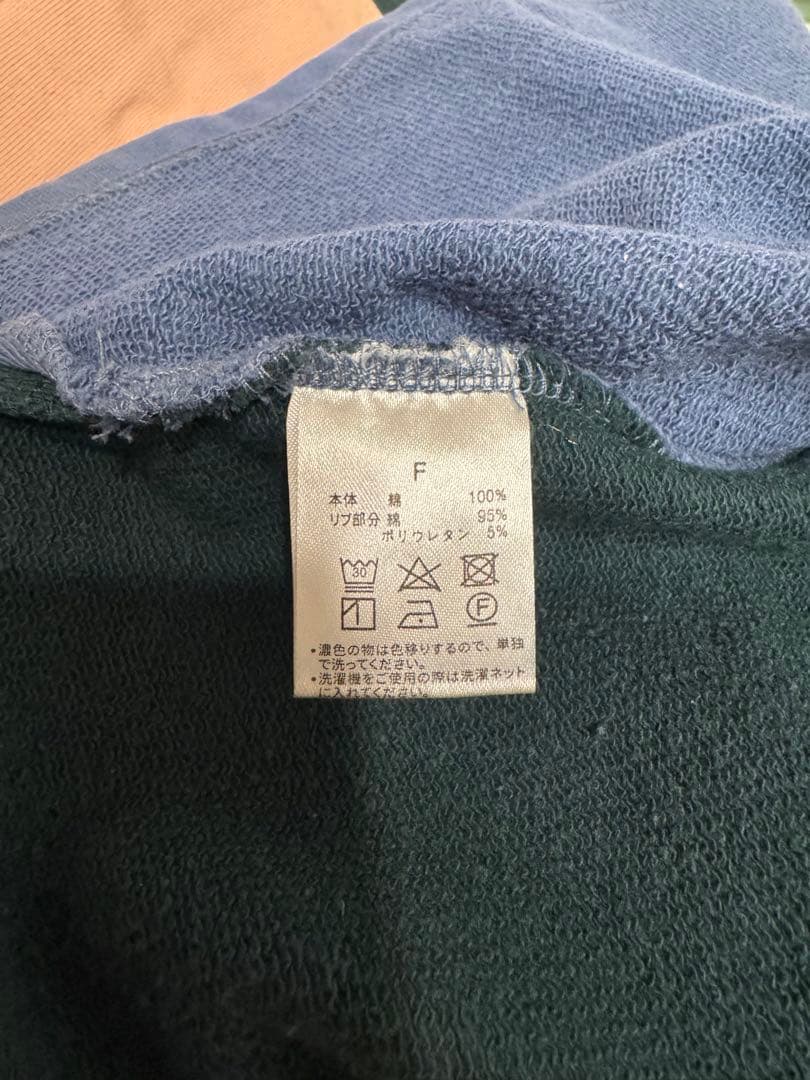 F
本体 綿 100%
リブ部分 綿 95%
ポリウレタン 5%
30
F
・濃色の物は色移りするので、単独
で洗ってください。
・洗濯機をご使用の際は洗濯ネット
に入れてください。